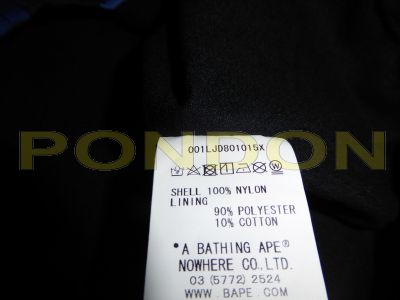 001LJD801015X
PONDON
SHELL 100% NYLON
LINING
90% POLYESTER
10% COTTON
"A BATHING APE®
NOWHERE CO., LTD.
03 (5772) 2524
WWW.BAPE.COM